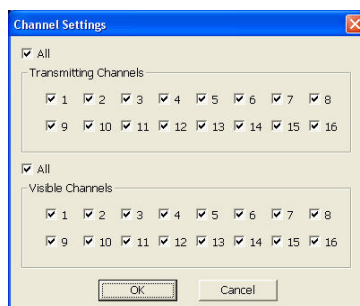 Channel Settings
All
Transmitting Channels
1 2 3 4 5 6 7 8
9 10 11 12 13 14 15 16
All
Visible Channels
1 2 3 4 5 6 7 8
9 10 11 12 13 14 15 16
OK Cancel